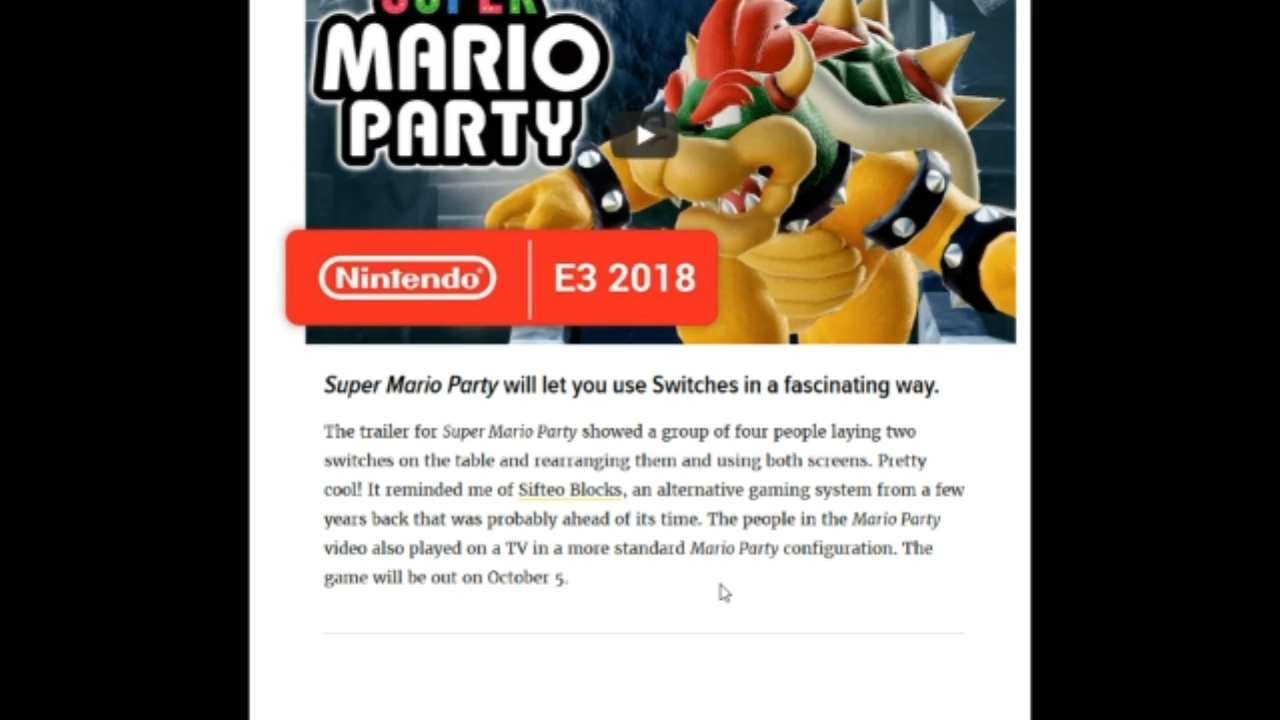 SUPER
MARIO
PARTY
Nintendo®
E3 2018
Super Mario Party will let you use Switches in a fascinating way.
The trailer for Super Mario Party showed a group of four people laying two
switches on the table and rearranging them and using both screens. Pretty
cool! It reminded me of Sifteo Blocks, an alternative gaming system from a few
years back that was probably ahead of its time. The people in the Mario Party
video also played on a TV in a more standard Mario Party configuration. The
game will be out on October 5.